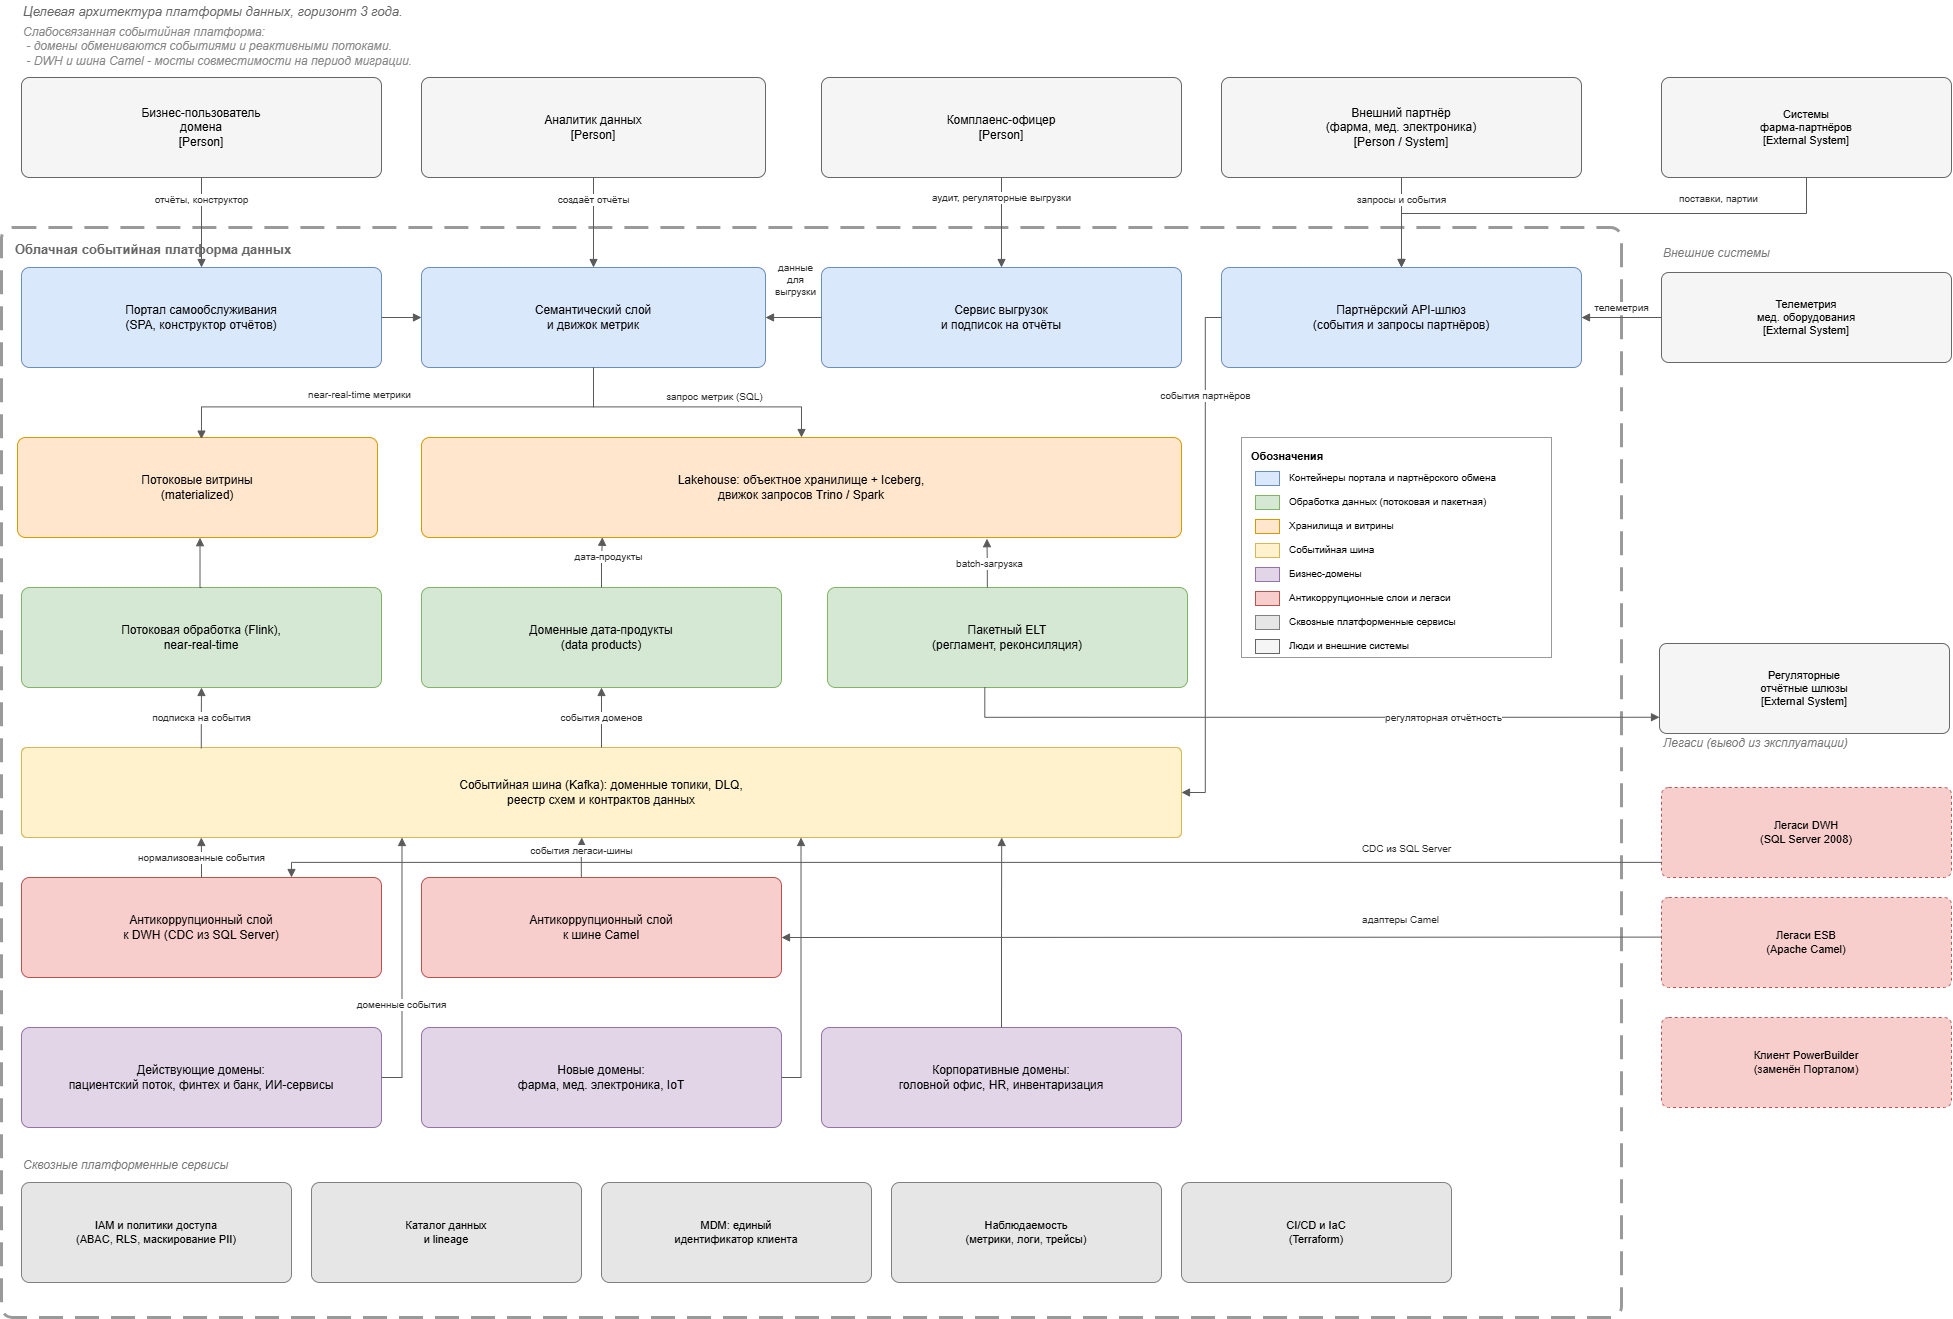 Целевая архитектура платформы данных, горизонт 3 года.
Слабосвязанная событийная платформа:
- домены обмениваются событиями и реактивными потоками.
- DWH и шина Camel - мосты совместимости на период миграции.
Бизнес-пользователь
домена
[Person]
Аналитик данных
[Person]
Комплаенс-офицер
[Person]
Внешний партнёр
(фарма, мед. электроника)
[Person / System]
Системы
фарма-партнёров
[External System]
отчёты, конструктор
создаёт отчёты
аудит, регуляторные выгрузки
запросы и события
поставки, партии
Облачная событийная платформа данных
Внешние системы
Портал самообслуживания
(SPA, конструктор отчётов)
Семантический слой
и движок метрик
данные
для
выгрузки
Сервис выгрузок
и подписок на отчёты
Партнёрский API-шлюз
(события и запросы партнёров)
телеметрия
Телеметрия
мед. оборудования
[External System]
near-real-time метрики
запрос метрик (SQL)
события партнёров
Потоковые витрины
(materialized)
Lakehouse: объектное хранилище + Iceberg,
движок запросов Trino / Spark
Обозначения
Контейнеры портала и партнёрского обмена
Обработка данных (потоковая и пакетная)
Хранилища и витрины
Событийная шина
Бизнес-домены
Антикоррупционные слои и легаси
Сквозные платформенные сервисы
Люди и внешние системы
дата-продукты
batch-загрузка
Потоковая обработка (Flink),
near-real-time
Доменные дата-продукты
(data products)
Пакетный ELT
(регламент, реконсиляция)
Регуляторные
отчётные шлюзы
[External System]
подписка на события
события доменов
регуляторная отчётность
Легаси (вывод из эксплуатации)
Событийная шина (Kafka): доменные топики, DLQ,
реестр схем и контрактов данных
Легаси DWH
(SQL Server 2008)
нормализованные события
события легаси-шины
CDC из SQL Server
Антикоррупционный слой
к DWH (CDC из SQL Server)
Антикоррупционный слой
к шине Camel
адаптеры Camel
Легаси ESB
(Apache Camel)
доменные события
Действующие домены:
пациентский поток, финтех и банк, ИИ-сервисы
Новые домены:
фарма, мед. электроника, IoT
Корпоративные домены:
головной офис, HR, инвентаризация
Клиент PowerBuilder
(заменён Порталом)
Сквозные платформенные сервисы
IAM и политики доступа
(ABAC, RLS, маскирование PII)
Каталог данных
и lineage
MDM: единый
идентификатор клиента
Наблюдаемость
(метрики, логи, трейсы)
CI/CD и IaC
(Terraform)